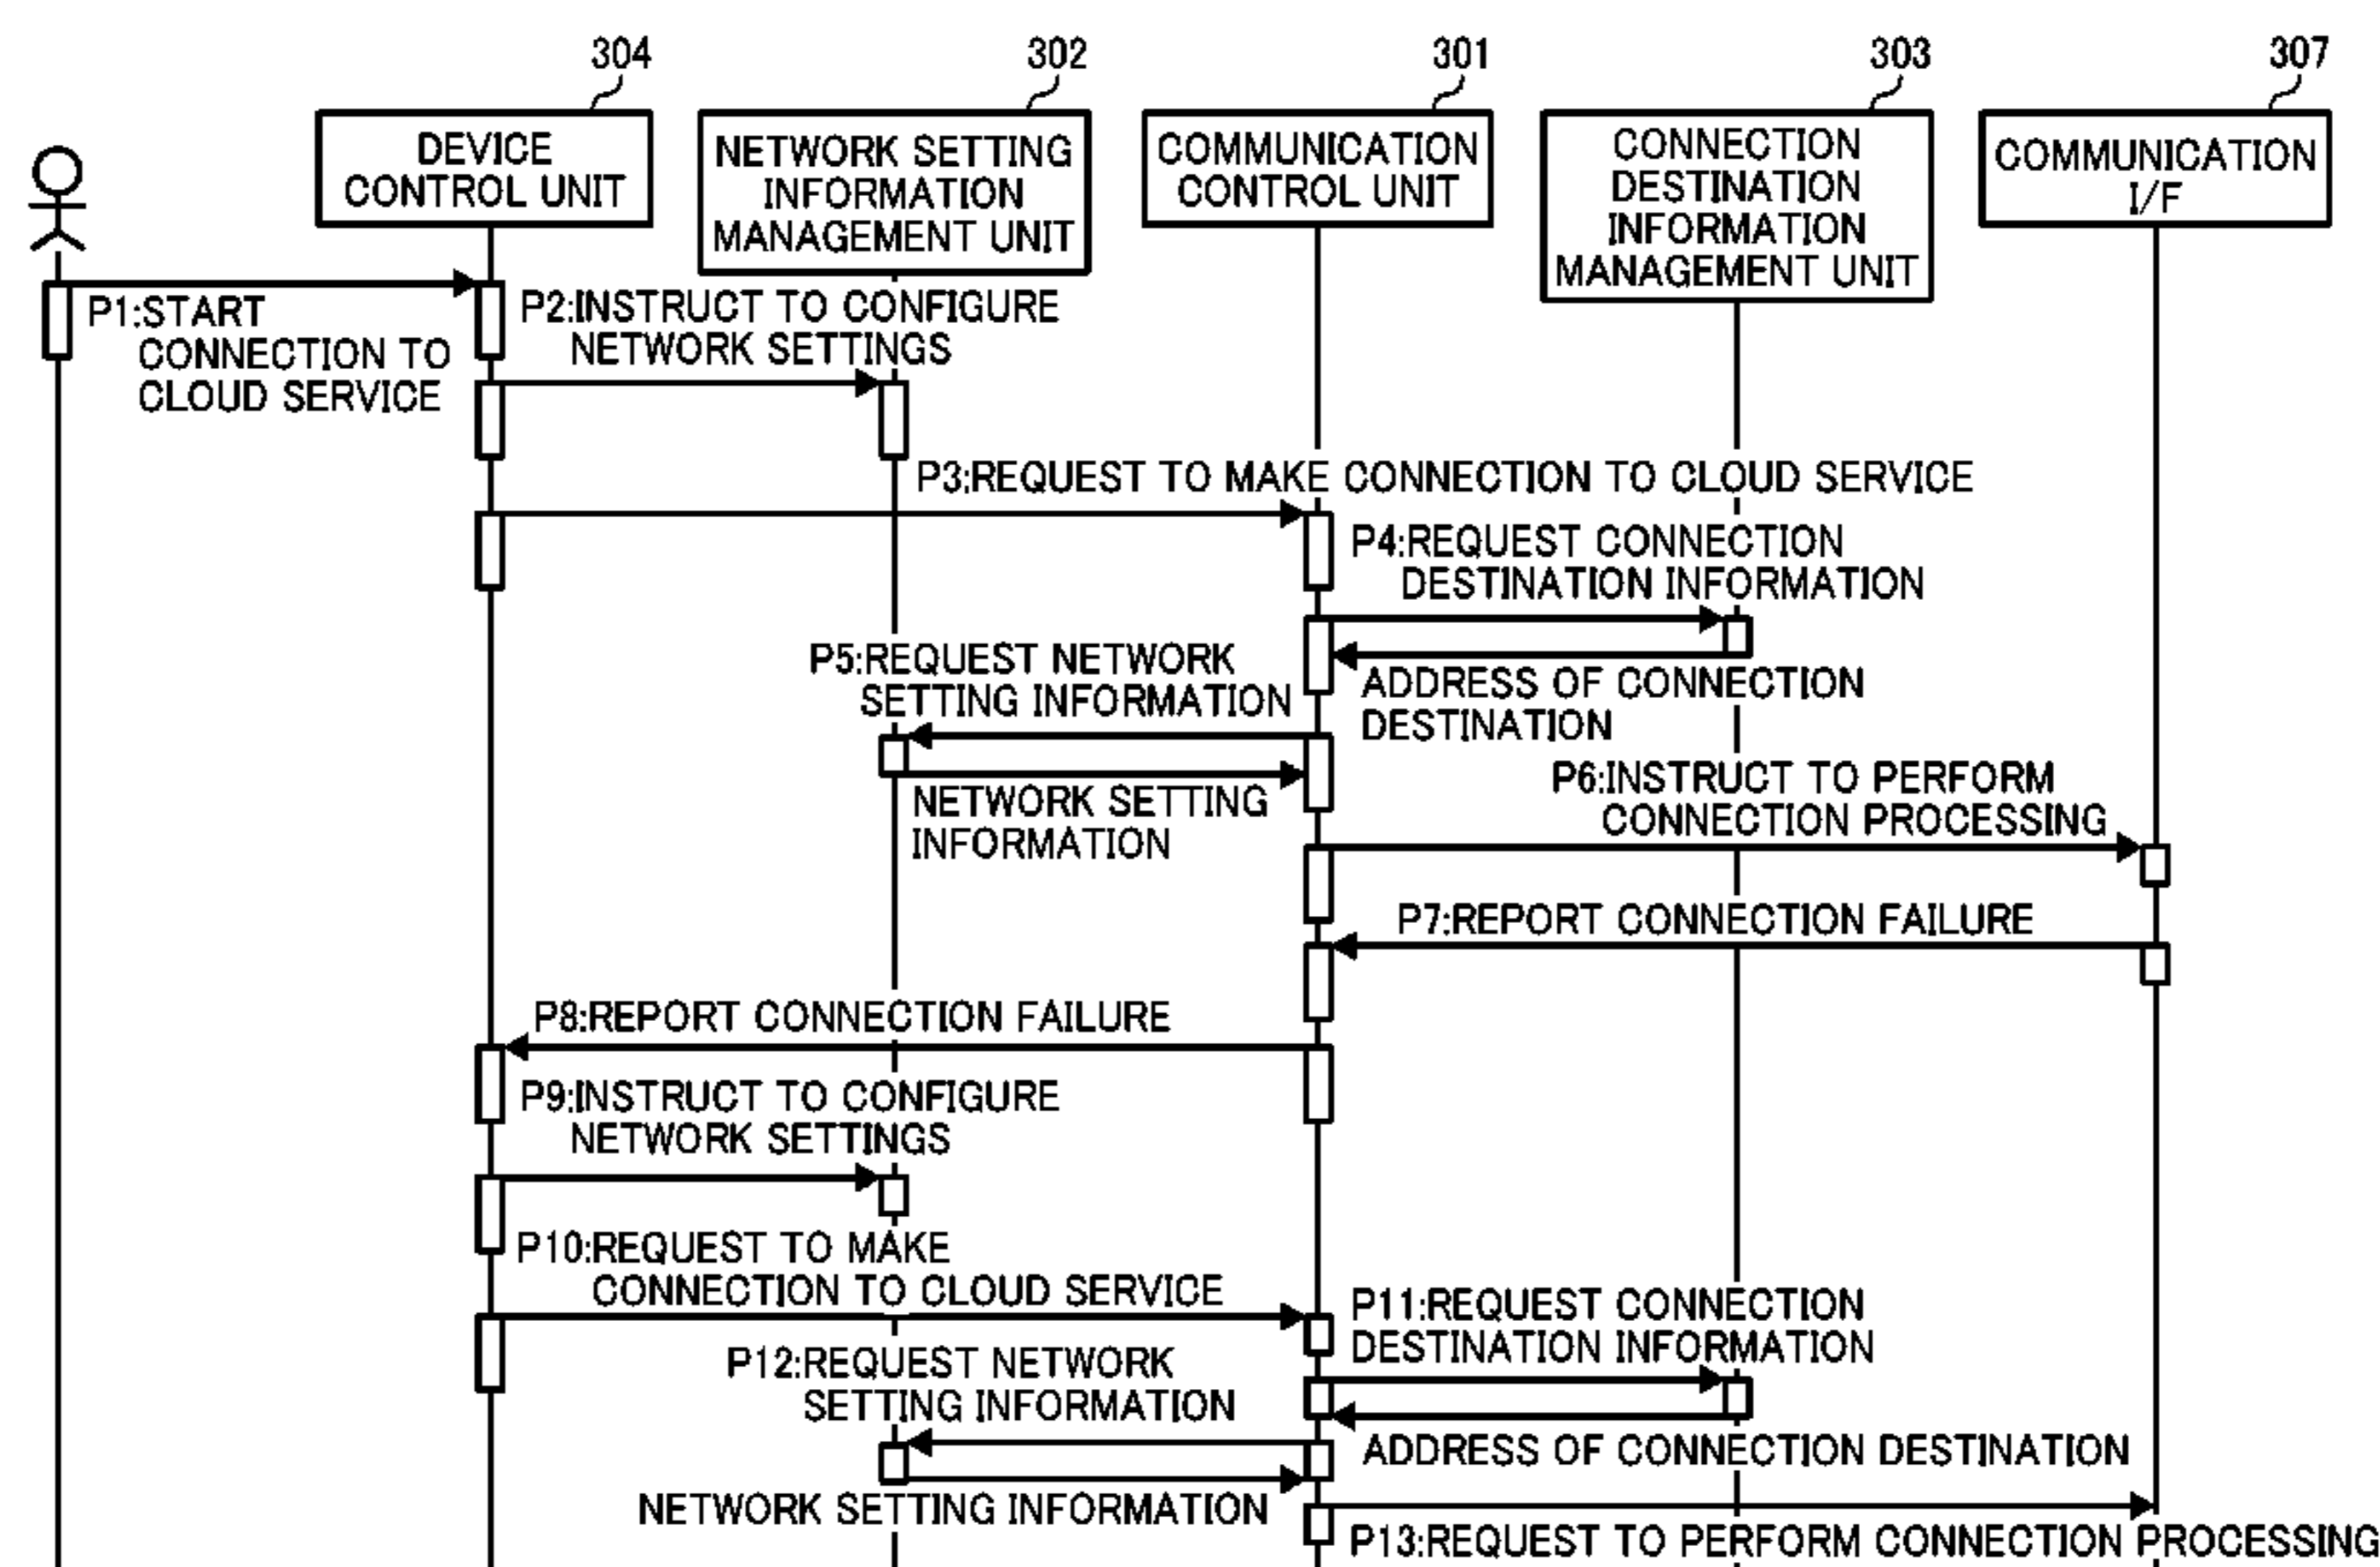 304
302
301
303
307
DEVICE
CONTROL UNIT
NETWORK SETTING
INFORMATION
MANAGEMENT UNIT
COMMUNICATION
CONTROL UNIT
CONNECTION
DESTINATION
INFORMATION
MANAGEMENT UNIT
COMMUNICATION
I/F
P1:START
CONNECTION TO
CLOUD SERVICE
P2:INSTRUCT TO CONFIGURE
NETWORK SETTINGS
P3:REQUEST TO MAKE CONNECTION TO CLOUD SERVICE
P4:REQUEST CONNECTION
DESTINATION INFORMATION
ADDRESS OF CONNECTION
DESTINATION
P5:REQUEST NETWORK
SETTING INFORMATION
NETWORK SETTING
INFORMATION
P6:INSTRUCT TO PERFORM
CONNECTION PROCESSING
P7:REPORT CONNECTION FAILURE
P8:REPORT CONNECTION FAILURE
P9:INSTRUCT TO CONFIGURE
NETWORK SETTINGS
P10:REQUEST TO MAKE
CONNECTION TO CLOUD SERVICE
P11:REQUEST CONNECTION
DESTINATION INFORMATION
ADDRESS OF CONNECTION DESTINATION
P12:REQUEST NETWORK
SETTING INFORMATION
NETWORK SETTING INFORMATION
P13:REQUEST TO PERFORM CONNECTION PROCESSING